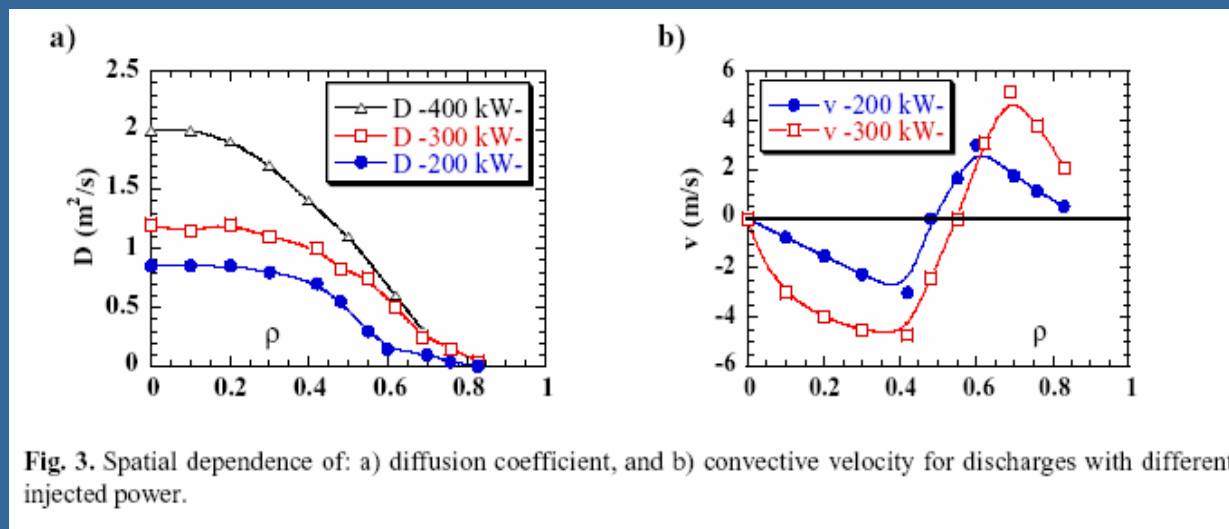 a)
2.5
2
1.5
1
0.5
0
D (m²/s)
D -400 kW-
D -300 kW-
D -200 kW-
ρ
0 0.2 0.4 0.6 0.8 1
b)
6
4
2
0
-2
-4
-6
v (m/s)
v -200 kW-
v -300 kW-
ρ
0 0.2 0.4 0.6 0.8 1
Fig. 3. Spatial dependence of: a) diffusion coefficient, and b) convective velocity for discharges with different
injected power.